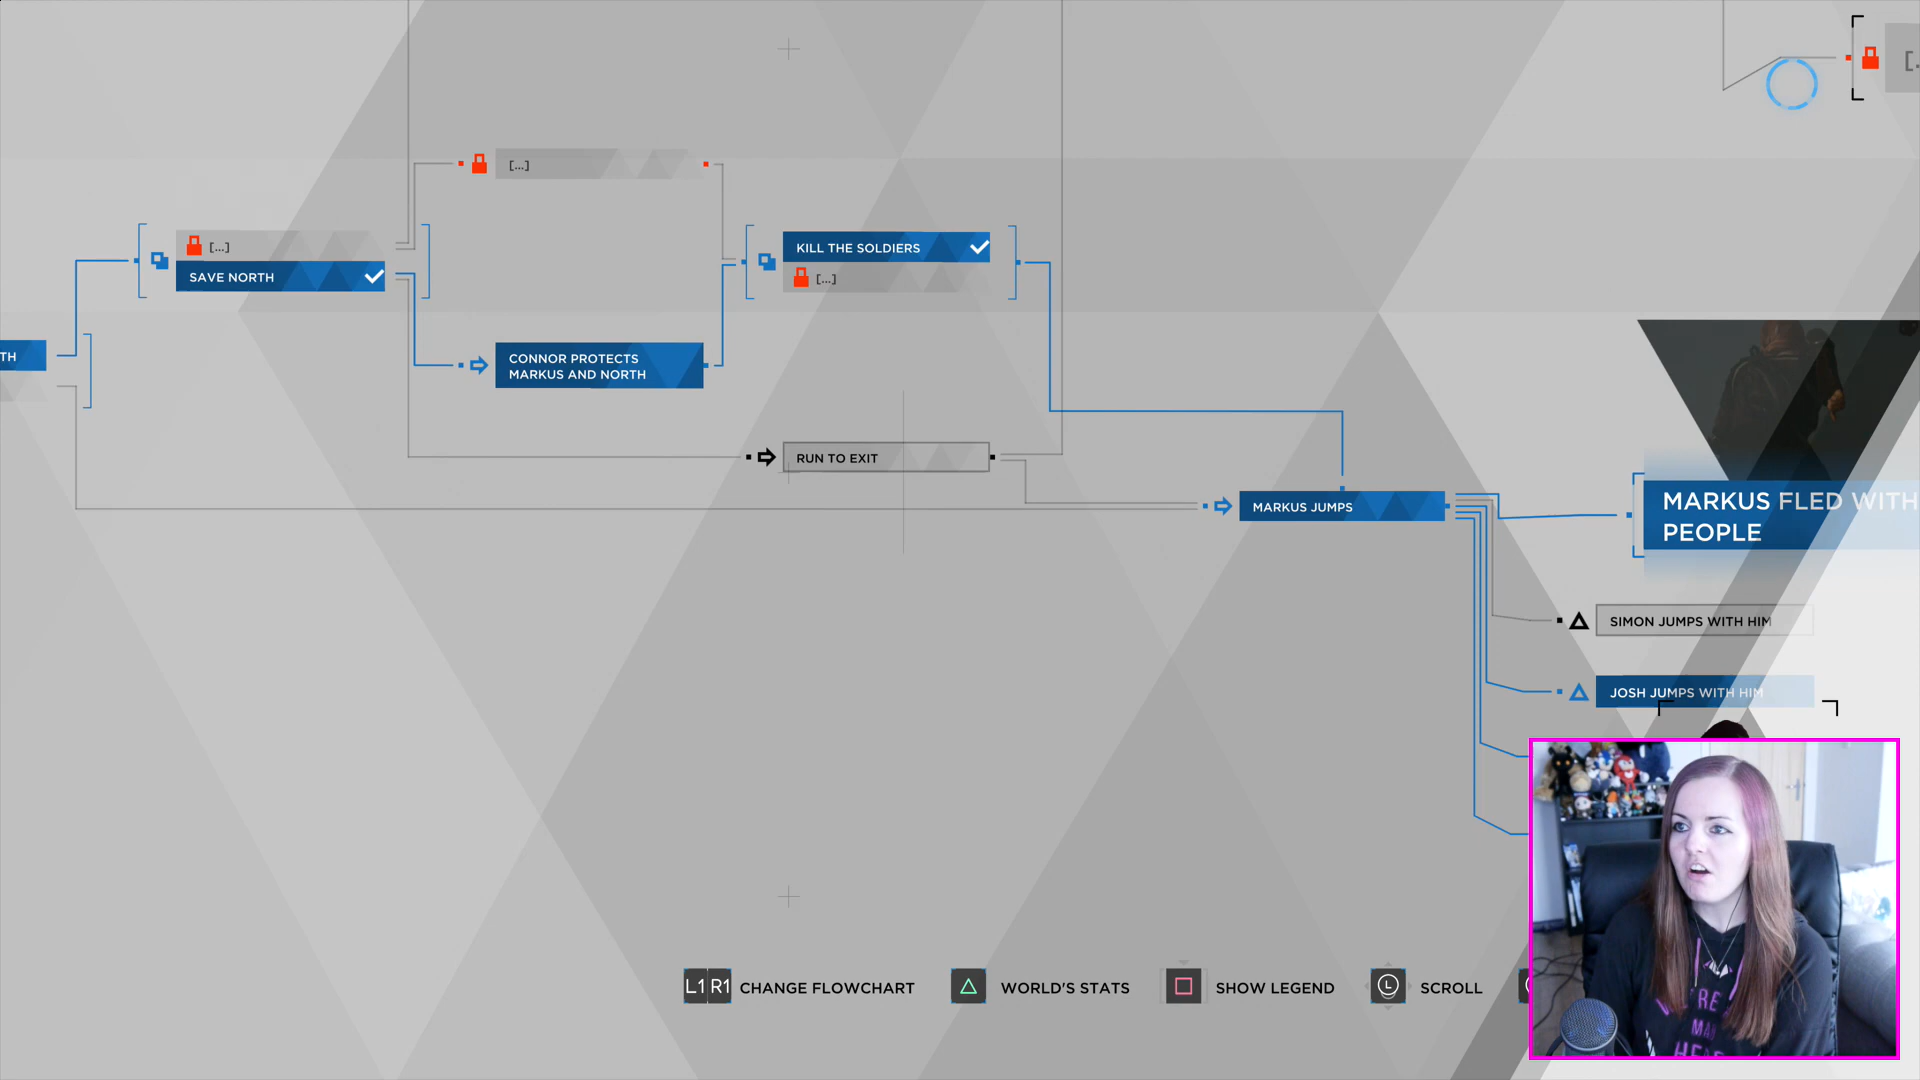 [...]
[...]
SAVE NORTH
KILL THE SOLDIERS
[...]
TH
CONNOR PROTECTS
MARKUS AND NORTH
RUN TO EXIT
MARKUS JUMPS
MARKUS FLED WITH
PEOPLE
SIMON JUMPS WITH HIM
JOSH JUMPS WITH HIM
L1 R1 CHANGE FLOWCHART
WORLD'S STATS
SHOW LEGEND
L SCROLL